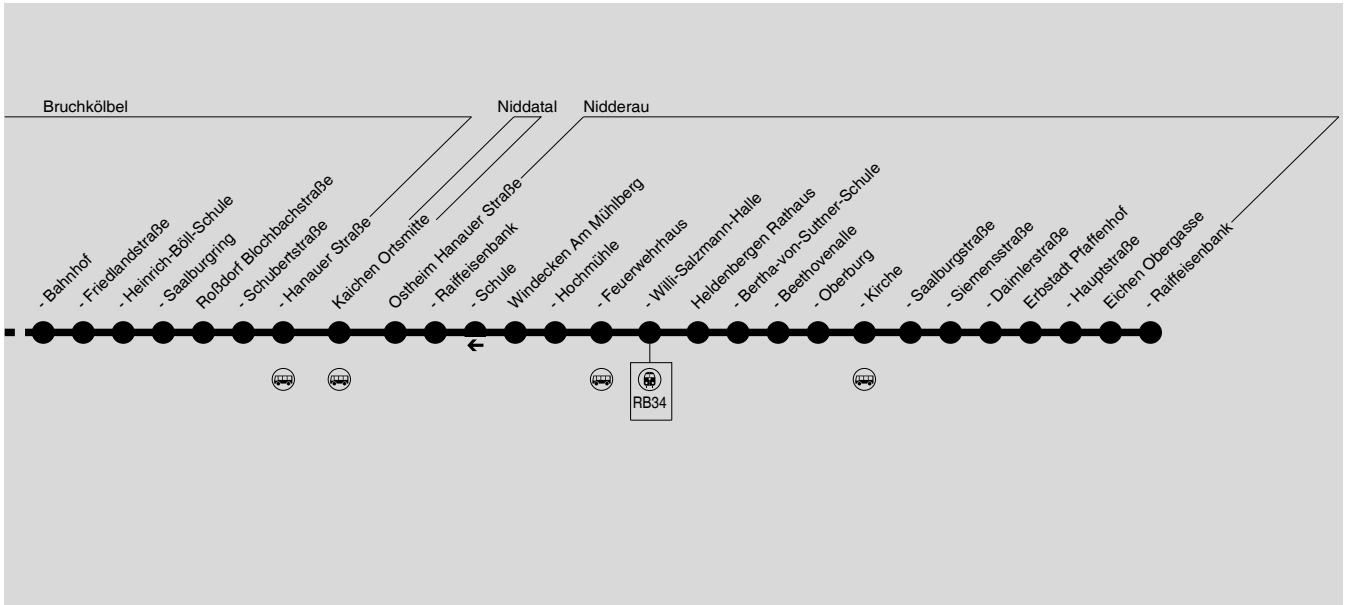 Bruchkölbel
Niddatal
Nidderau
- Bahnhof
- Friedlandstraße
- Heinrich-Böll-Schule
- Saalburgring
Roßdorf Blochbachstraße
- Schubertstraße
- Hanauer Straße
Kaichen Ortsmitte
Ostheim Hanauer Straße
- Raiffeisenbank
- Schule
Windecken Am Mühlberg
- Hochmühle
- Feuerwehrhaus
- Willi-Salzmann-Halle
Heldenbergen Rathaus
- Bertha-von-Suttner-Schule
- Beethovenalle
- Oberburg
- Kirche
- Saalburgstraße
- Siemensstraße
- Daimlerstraße
Erbstadt Pfaffenhof
- Hauptstraße
Eichen Obergasse
- Raiffeisenbank
RB34